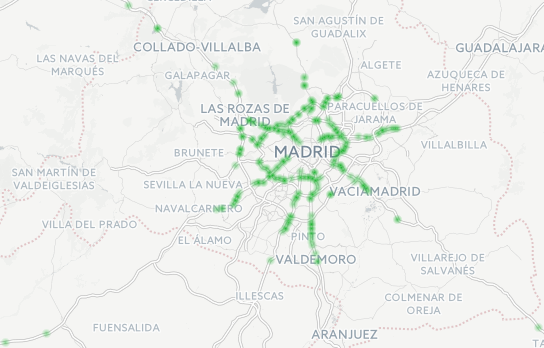 SAN AGUSTÍN DE
GUADALIX
COLLADO-VILLALBA
GUADALAJARA
LAS NAVAS DEL
MARQUÉS
ALGETE
GALAPAGAR
AZUQUECA DE
HENARES
LAS ROZAS DE
MADRID
PARACUELLOS DE
JARAMA
VILLALBILLA
BRUNETE
MADRID
SAN MARTÍN DE
VALDEIGLESIAS
SEVILLA LA NUEVA
VACIAMADRID
NAVALCARNERO
VILLA DEL PRADO
EL ÁLAMO
PINTO
VALDEMORO
VILLAREJO DE
SALVANÉS
ILLESCAS
COLMENAR DE
OREJA
FUENSALIDA
ARANJUEZ